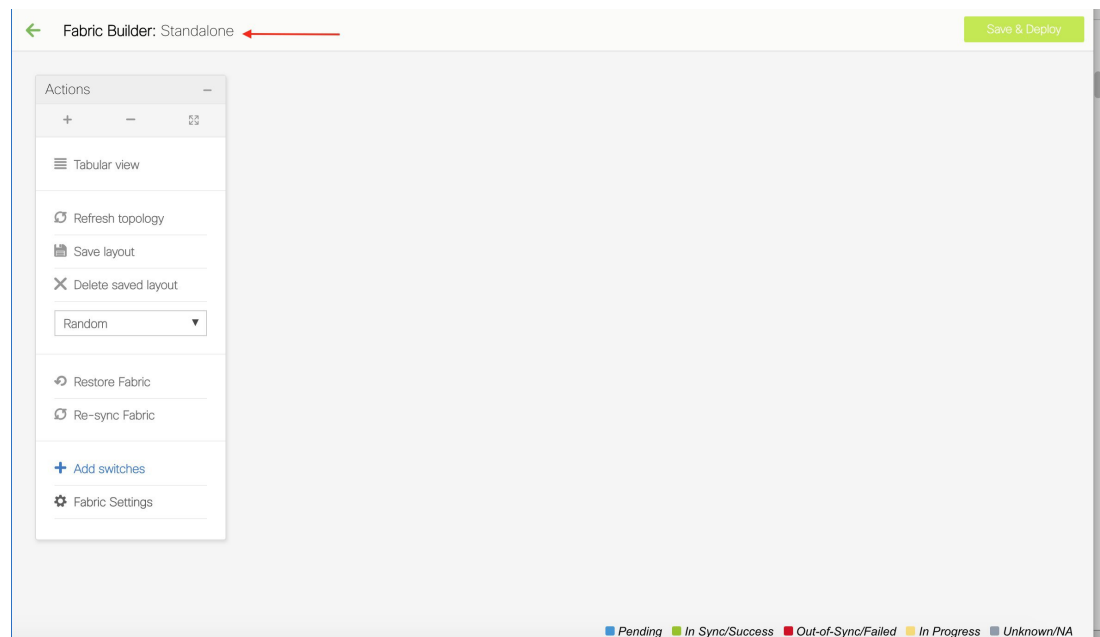 Fabric Builder: Standalone
Save & Deploy
Actions
Tabular view
Refresh topology
Save layout
Delete saved layout
Random
Restore Fabric
Re-sync Fabric
Add switches
Fabric Settings
Pending In Sync/Success Out-of-Sync/Failed In Progress Unknown/NA